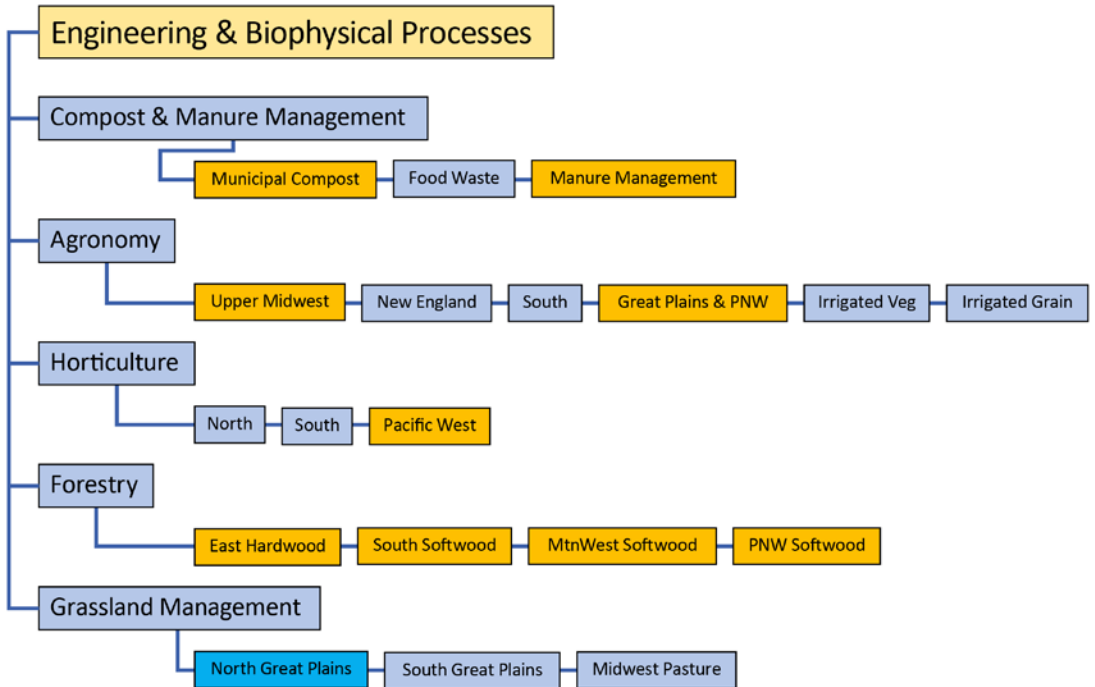 Engineering & Biophysical Processes
Compost & Manure Management
Municipal Compost
Food Waste
Manure Management
Agronomy
Upper Midwest
New England
South
Great Plains & PNW
Irrigated Veg
Irrigated Grain
Horticulture
North
South
Pacific West
Forestry
East Hardwood
South Softwood
MtnWest Softwood
PNW Softwood
Grassland Management
North Great Plains
South Great Plains
Midwest Pasture